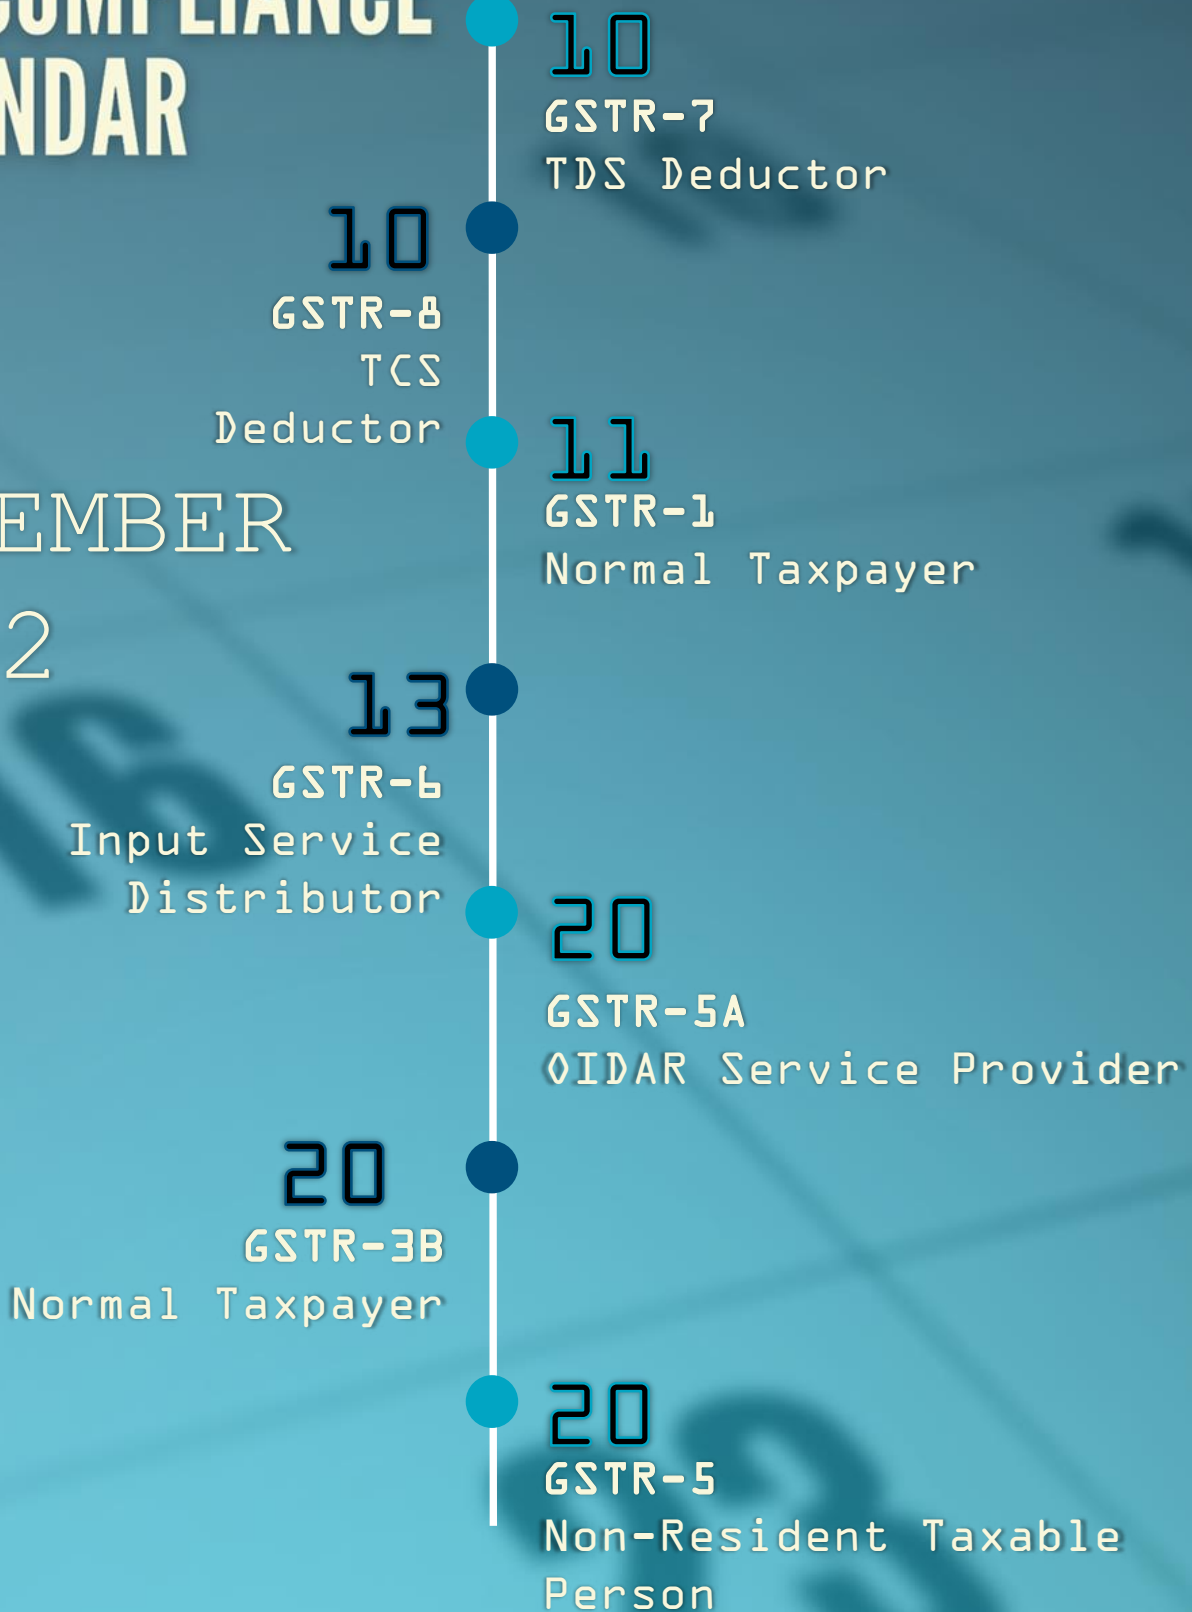 COMPLIANCE
NDAR
10
GSTR-7
TDS Deductor
10
GSTR-8
TCS
Deductor
EMBER
2
11
GSTR-1
Normal Taxpayer
13
GSTR-6
Input Service
Distributor
20
GSTR-5A
OIDAR Service Provider
20
GSTR-3B
Normal Taxpayer
20
GSTR-5
Non-Resident Taxable
Person